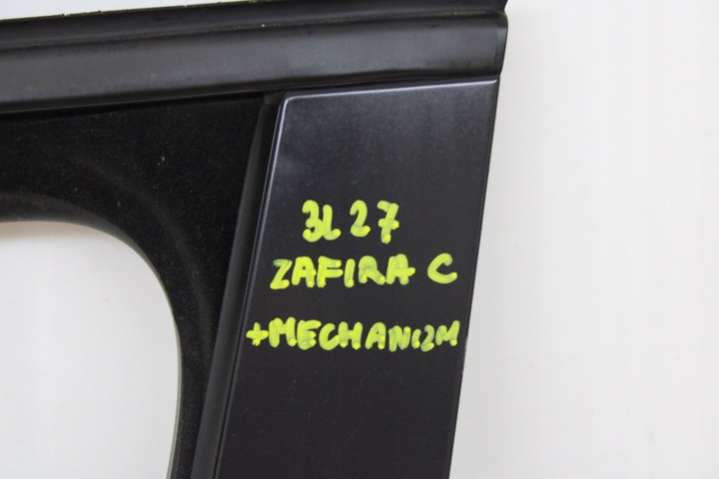 3L27
ZAFIRA C
+MECHANIZM